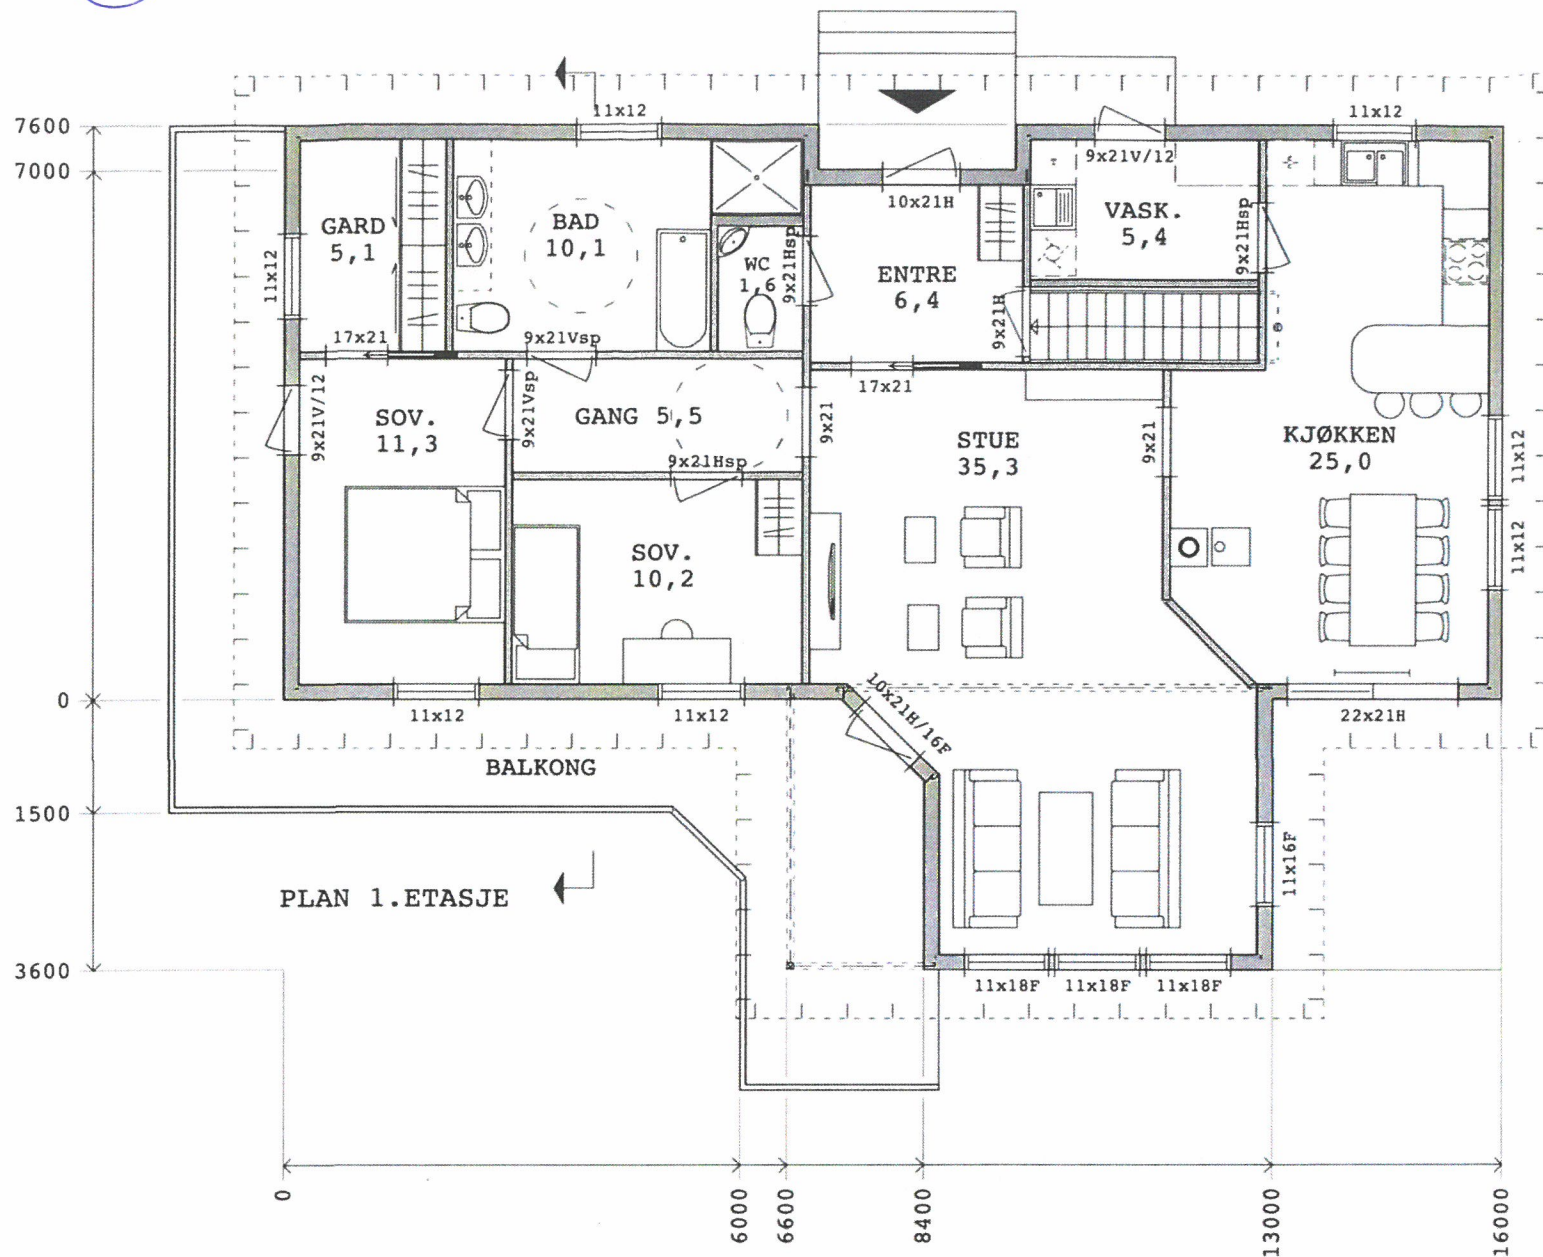 11x12
11x12
7600
9x21V/12
7000
10x21H
GARD
5,1
BAD
10,1
WC
1,6
9x21Hsp
ENTRE
6,4
VASK.
5,4
9x21Hsp
11x12
9x21H
17x21
9x21Vsp
17x21
9x21V/12
SOV.
11,3
9x21Vsp
GANG 5,5
9x21
STUE
35,3
9x21
KJØKKEN
25,0
11x12
9x21Hsp
SOV.
10,2
11x12
0
11x12
11x12
10x21H/16F
22x21H
BALKONG
1500
11x16F
PLAN 1.ETASJE
3600
11x18F
11x18F
11x18F
0
6000
6600
8400
13000
16000